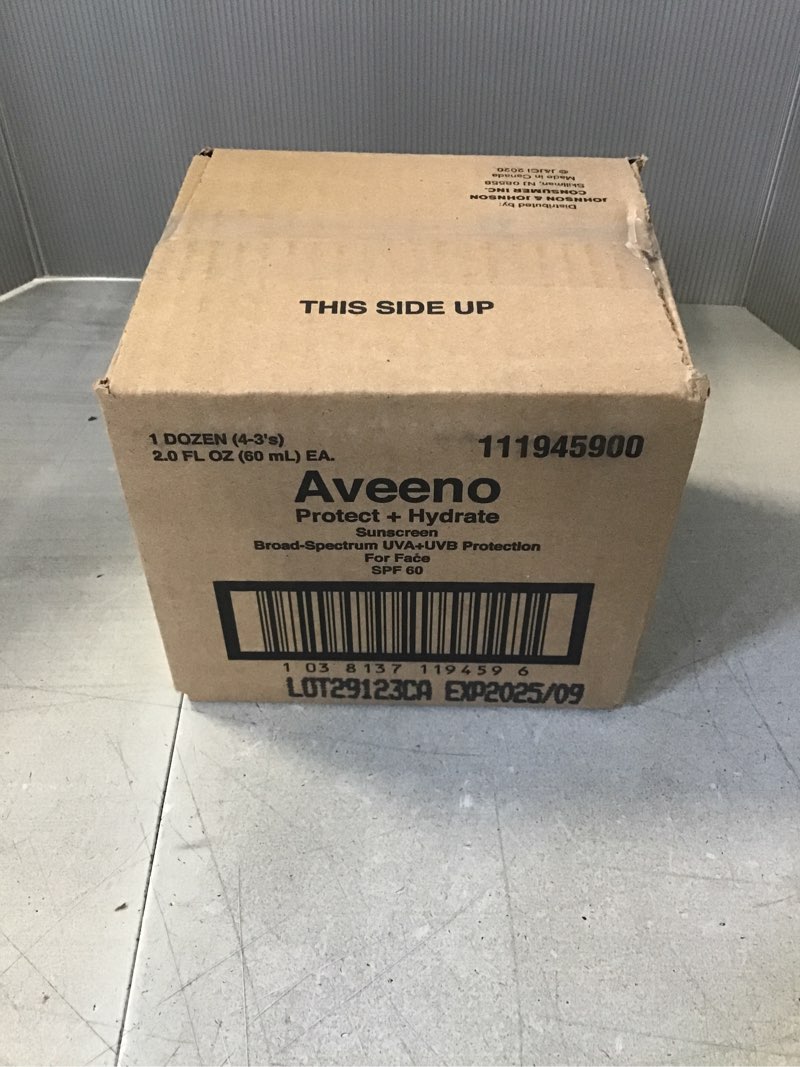 Distributed by:
JOHNSON & JOHNSON
CONSUMER INC.
Skillman, NJ 08558
Made in Canada
© J&JCI 2020
THIS SIDE UP
1 DOZEN (4-3's)
2.0 FL OZ (60 mL) EA.
111945900
Aveeno
Protect + Hydrate
Sunscreen
Broad-Spectrum UVA+UVB Protection
For Face
SPF 60
1 03 8137 119459 6
LOT29123CA EXP2025/09